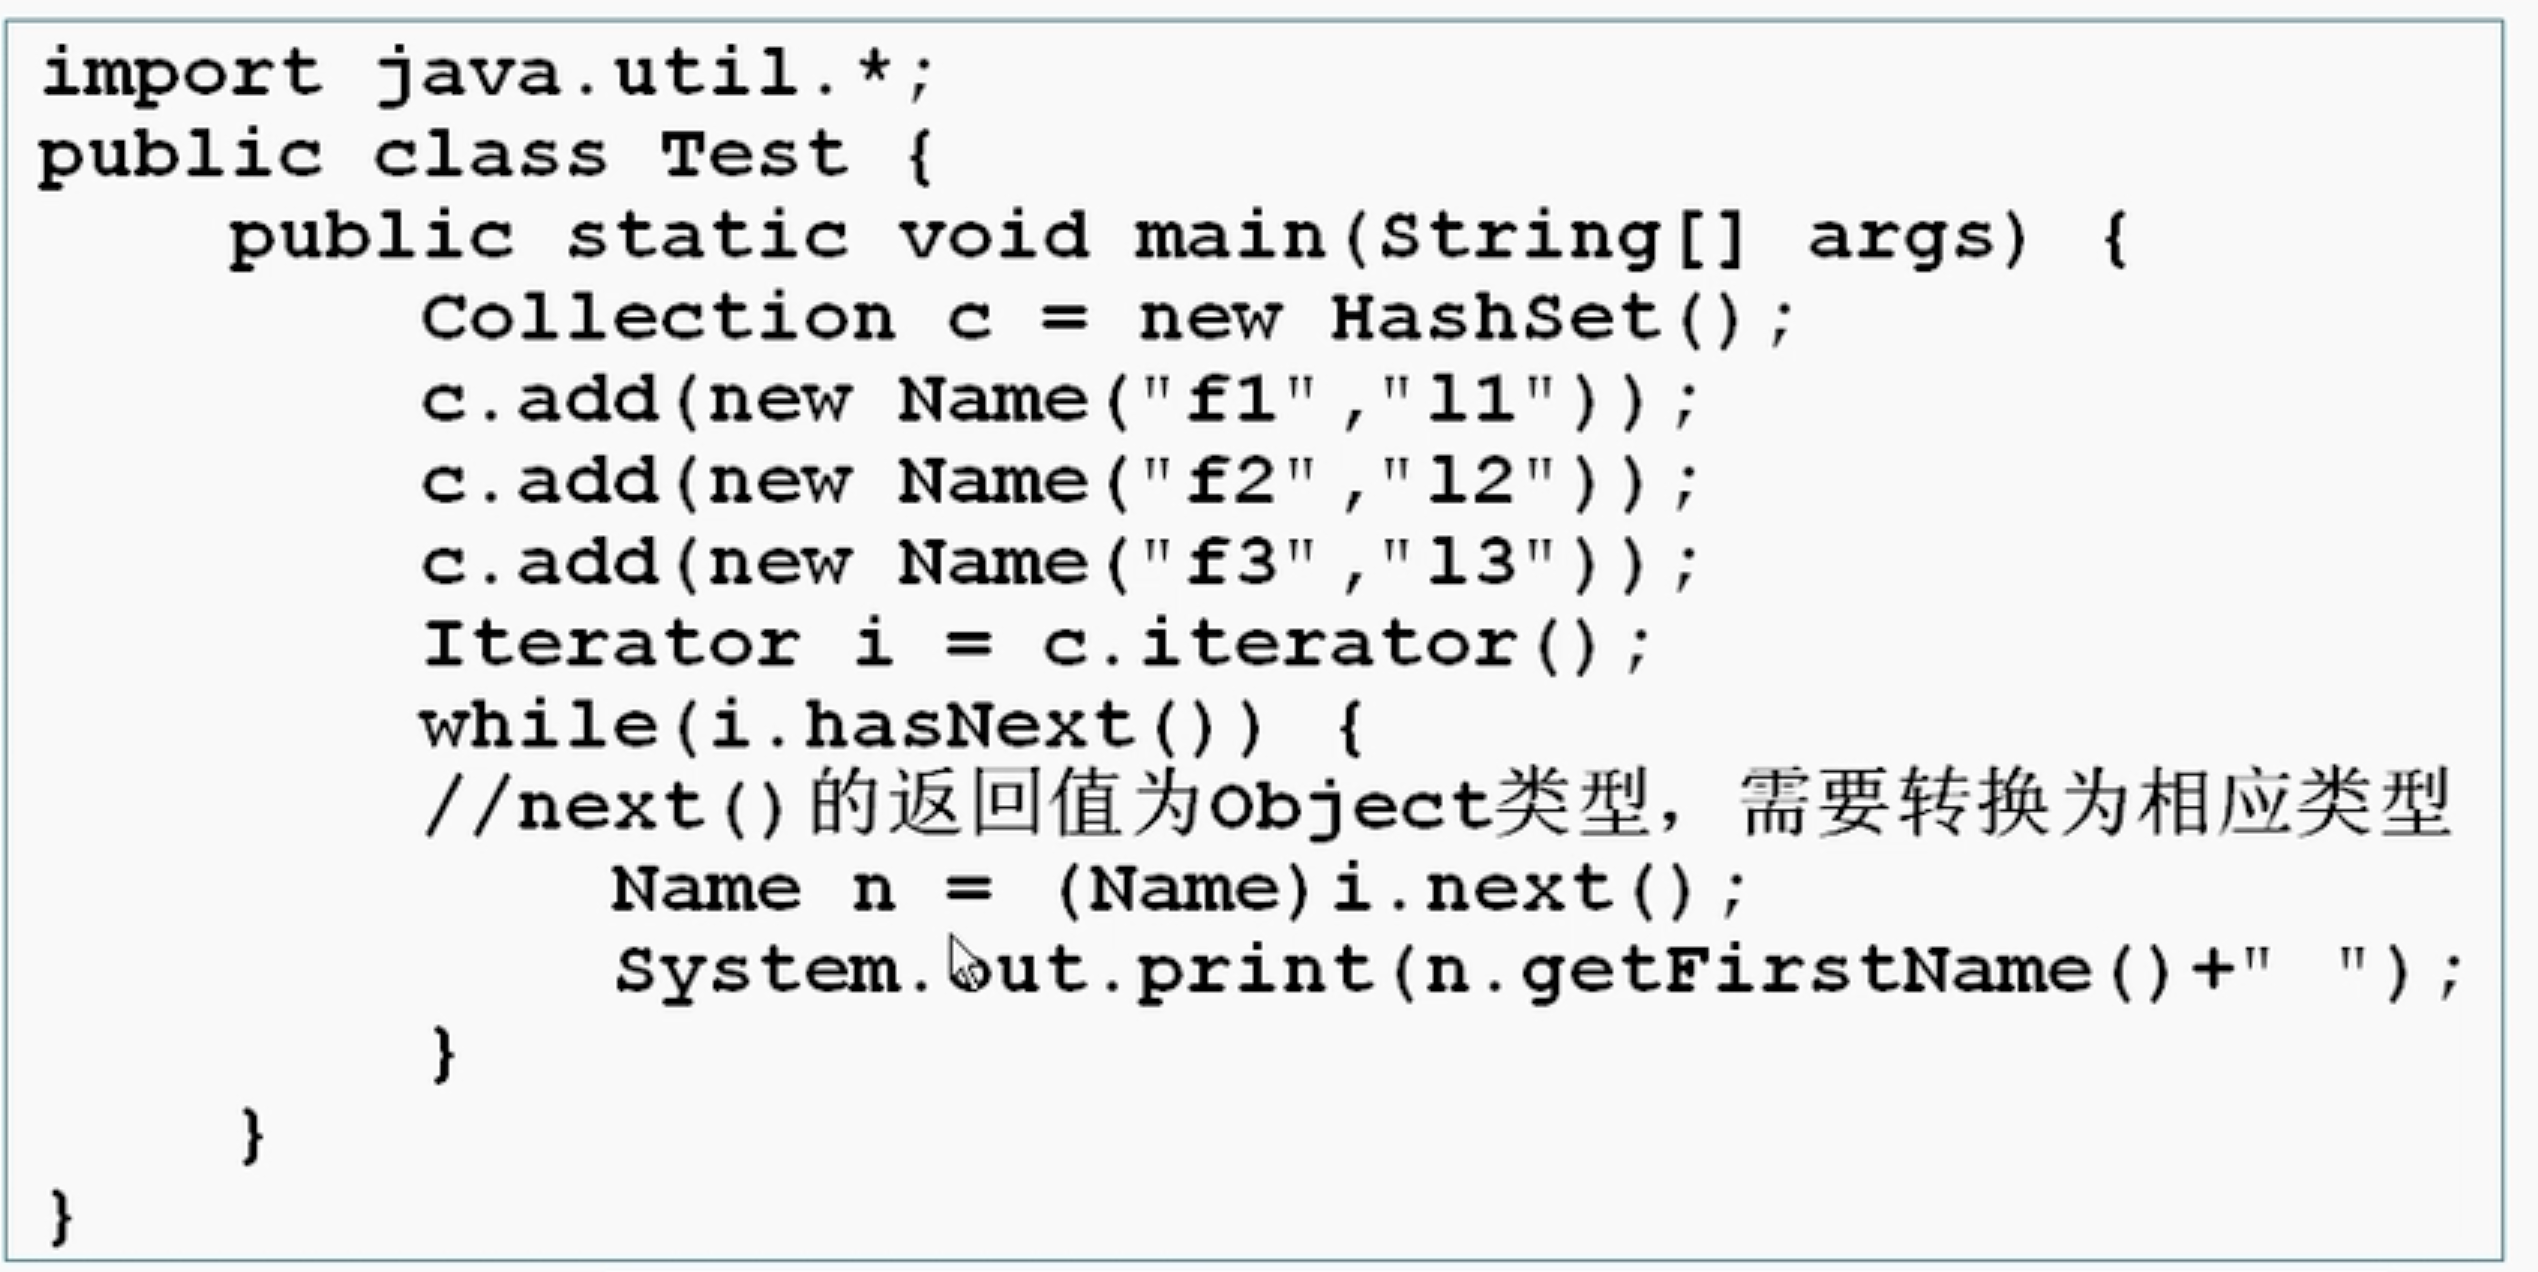 import java.util.*;
public class Test {
    public static void main(String[] args) {
        Collection c = new HashSet();
        c.add(new Name("f1","l1"));
        c.add(new Name("f2","l2"));
        c.add(new Name("f3","l3"));
        Iterator i = c.iterator();
        while(i.hasNext()) {
        //next()的返回值为Object类型，需要转换为相应类型
            Name n = (Name)i.next();
            System.out.print(n.getFirstName()+" ");
        }
    }
}